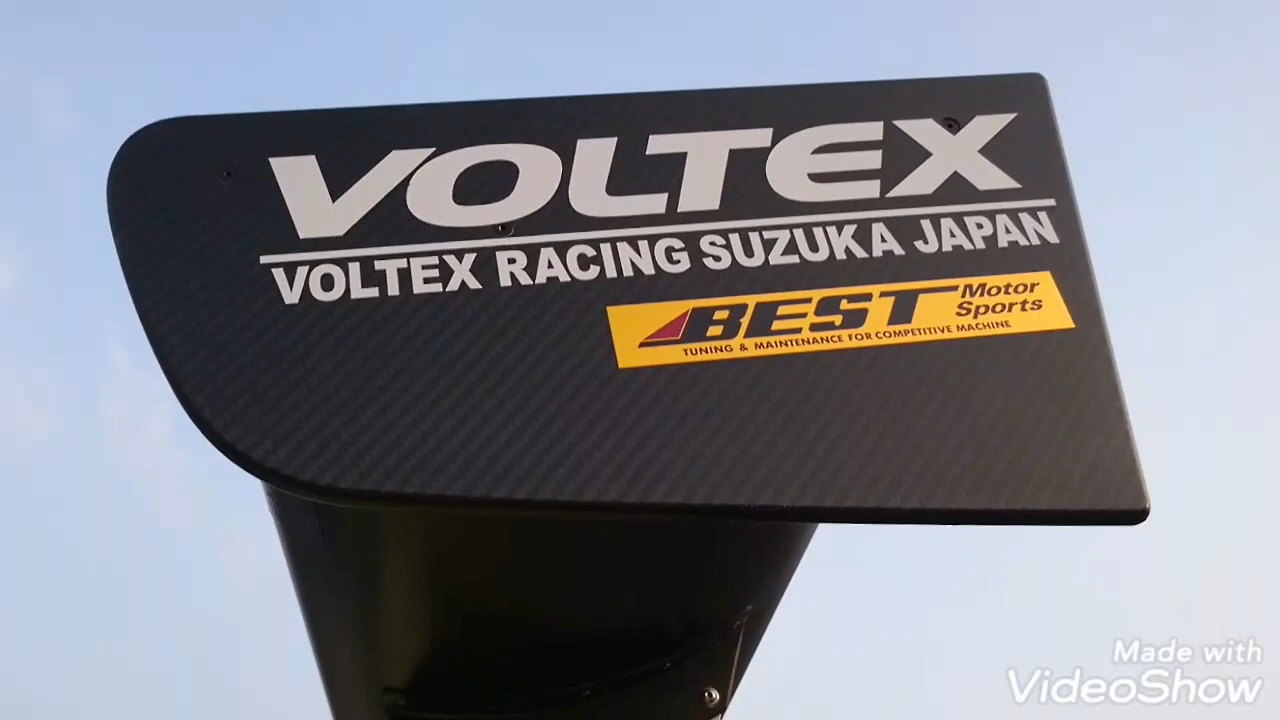 VOLTEX
VOLTEX RACING SUZUKA JAPAN
BEST Motor Sports
TUNING & MAINTENANCE FOR COMPETITIVE MACHINE
Made with
VideoShow